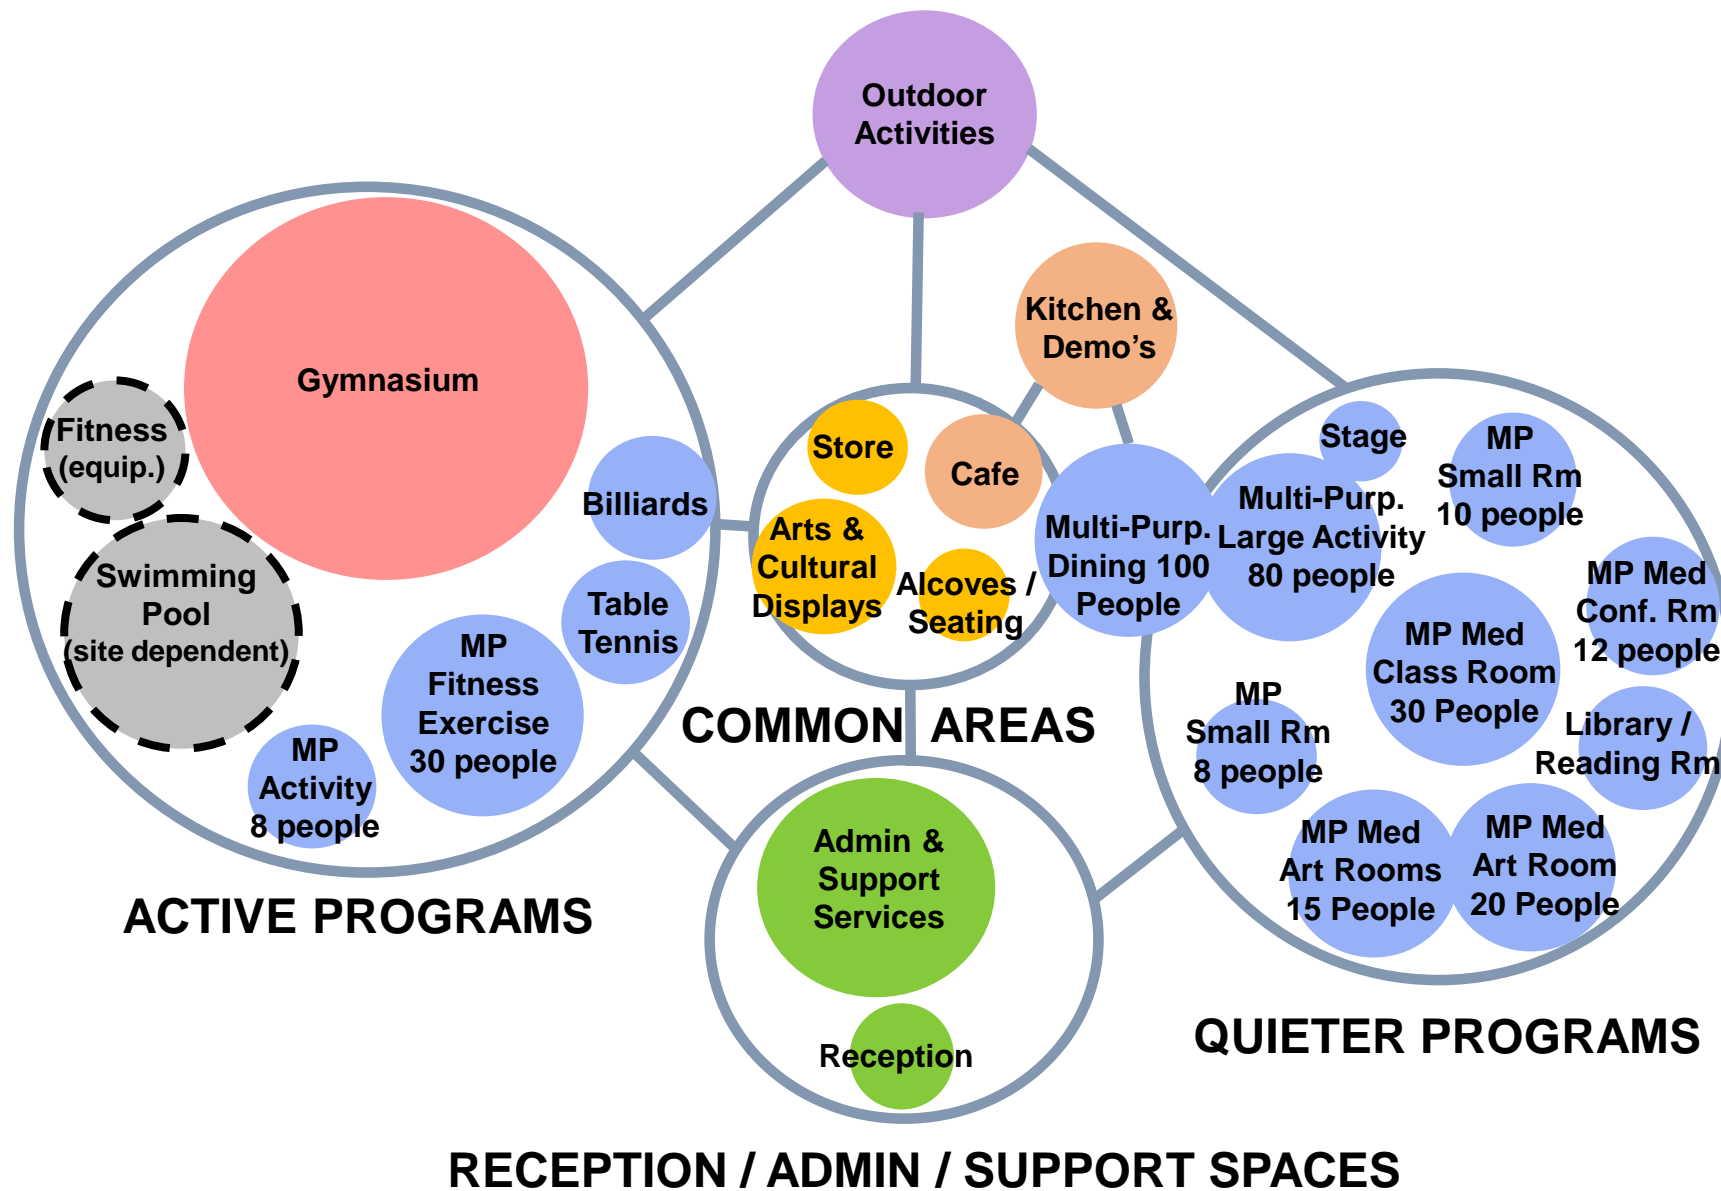 Outdoor
Activities
Kitchen &
Demo’s
Gymnasium
Fitness
(equip.)
Swimming
Pool
(site dependent)
Billiards
Table
Tennis
MP
Fitness
Exercise
30 people
MP
Activity
8 people
ACTIVE PROGRAMS
Store
Cafe
Arts &
Cultural
Displays
Alcoves /
Seating
Multi-Purp.
Dining 100
People
COMMON AREAS
Stage
Multi-Purp.
Large Activity
80 people
MP
Small Rm
10 people
MP Med
Conf. Rm
12 people
MP Med
Class Room
30 People
MP
Small Rm
8 people
Library /
Reading Rm
MP Med
Art Rooms
15 People
MP Med
Art Room
20 People
QUIETER PROGRAMS
Admin &
Support
Services
Reception
RECEPTION / ADMIN / SUPPORT SPACES